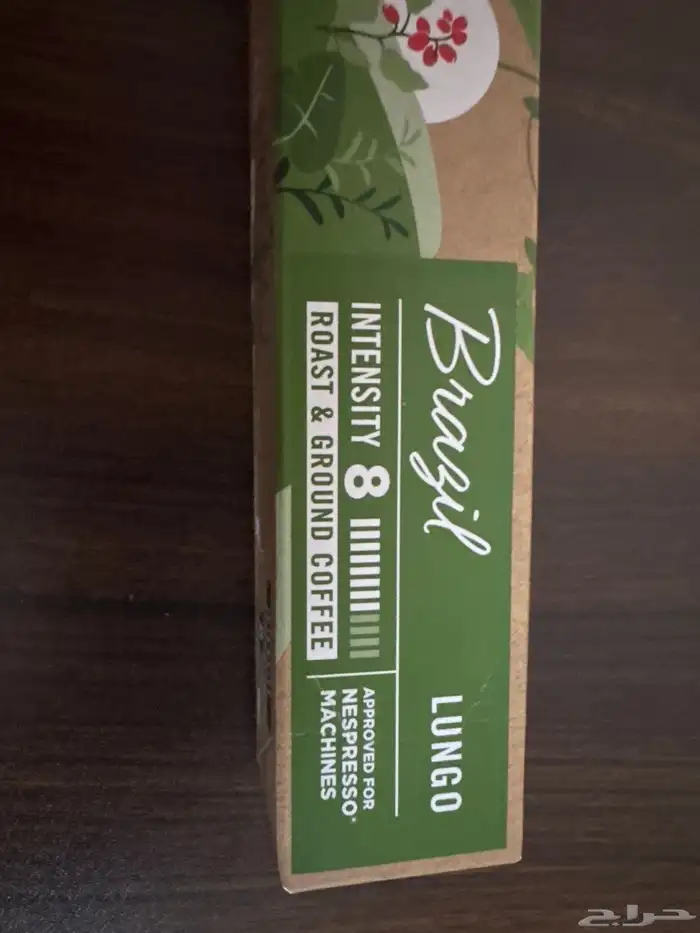 Brazil
LUNGO
INTENSITY 8
ROAST & GROUND COFFEE
APPROVED FOR
NESPRESSO*
MACHINES
حراج